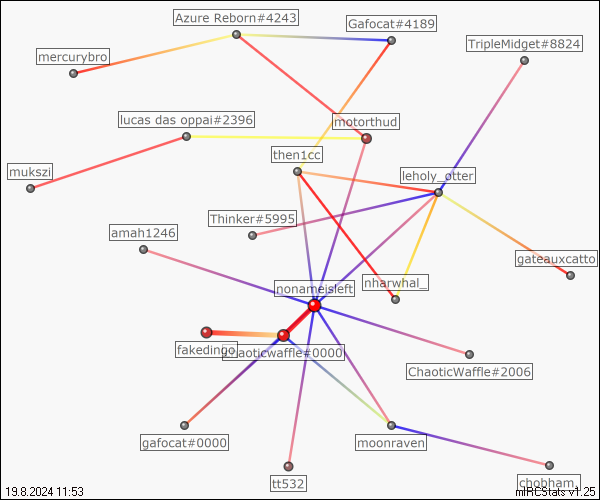 Azure Reborn#4243
Gafocat#4189
TripleMidget#8824
mercurybro
lucas das oppai#2396
motorthud
then1cc
mukszi
leholy_otter
Thinker#5995
amah1246
gateauxcatto
nonameisleft
nharwhal_
fakedingo
chaoticwaffle#0000
ChaoticWaffle#2006
gafocat#0000
moonraven
tt532
chobham_
19.8.2024 11:53
mIRCStats v1.25